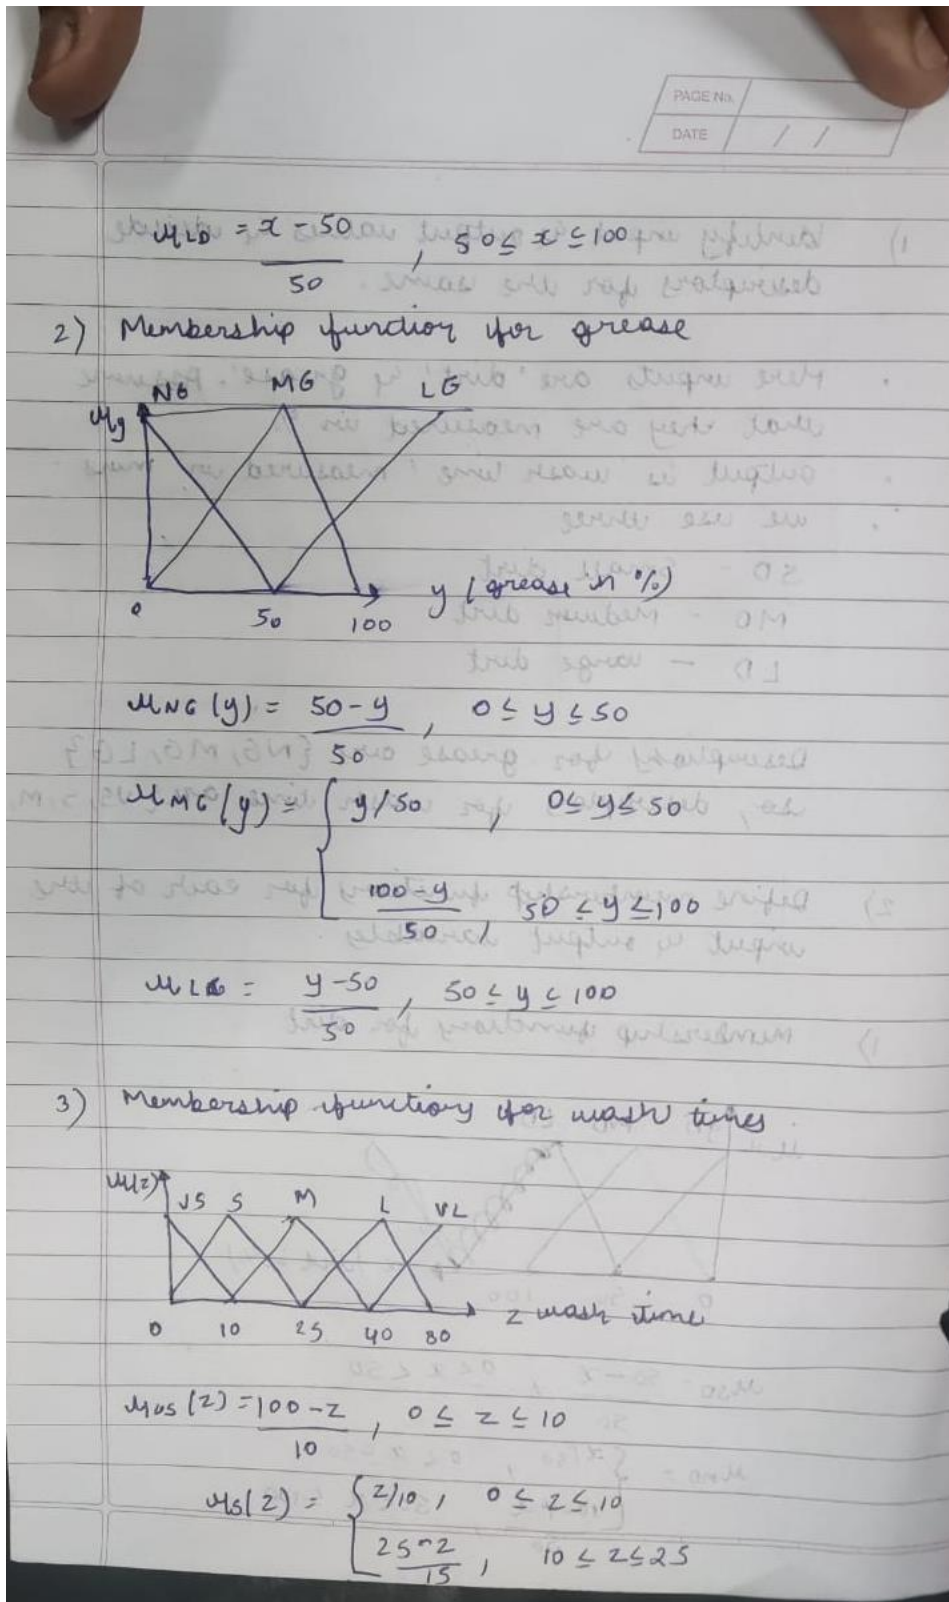 PAGE No.
DATE / /
μLD = x - 50 / 50 , 50 ≤ x ≤ 100
2) Membership function for grease
NG MG LG
μy
0 50 100 y (grease in %)
μNG (y) = 50 - y / 50 , 0 ≤ y ≤ 50
μMG (y) = { y/50 , 0 ≤ y ≤ 50
100 - y / 50 , 50 ≤ y ≤ 100
μLG = y - 50 / 50 , 50 ≤ y ≤ 100
3) Membership functions for wash times
μ(z) VS S M L VL
0 10 25 40 80 z wash time
μvs (z) = 100 - z / 10 , 0 ≤ z ≤ 10
μs(z) = { z/10 , 0 ≤ z ≤ 10
25 - z / 15 , 10 ≤ z ≤ 25